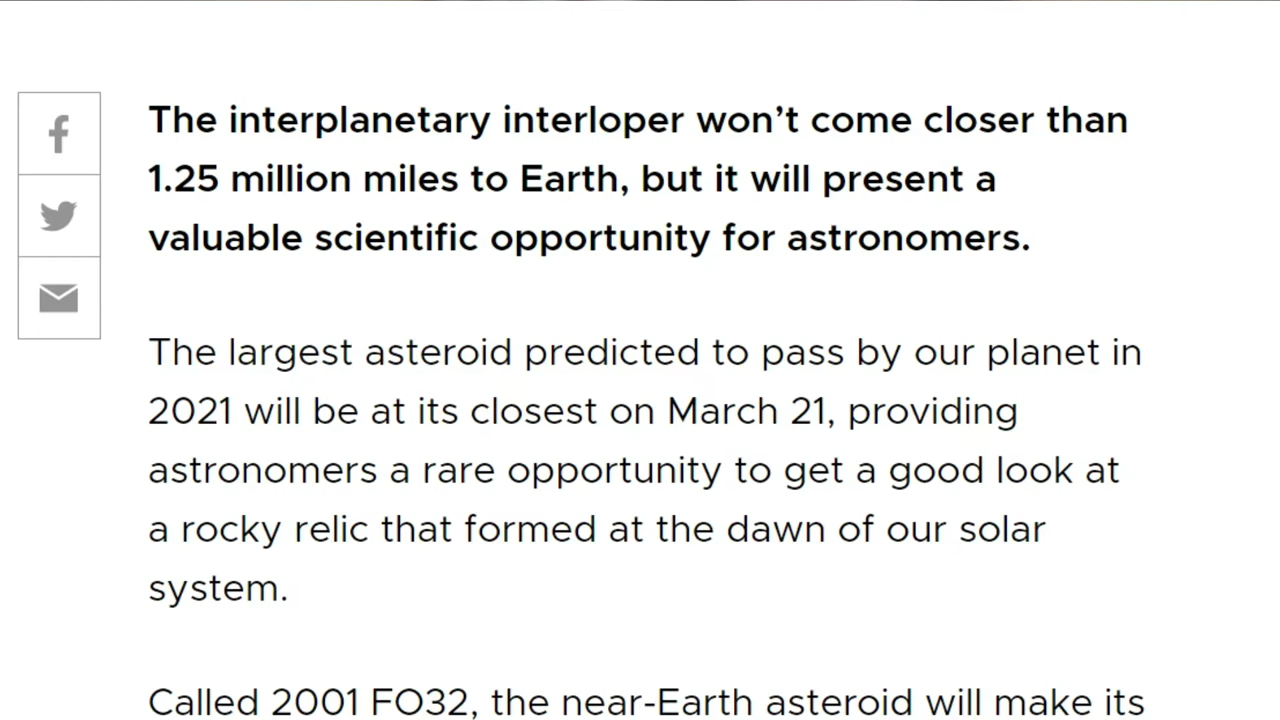 The interplanetary interloper won’t come closer than
1.25 million miles to Earth, but it will present a
valuable scientific opportunity for astronomers.
The largest asteroid predicted to pass by our planet in
2021 will be at its closest on March 21, providing
astronomers a rare opportunity to get a good look at
a rocky relic that formed at the dawn of our solar
system.
Called 2001 FO32, the near-Earth asteroid will make its